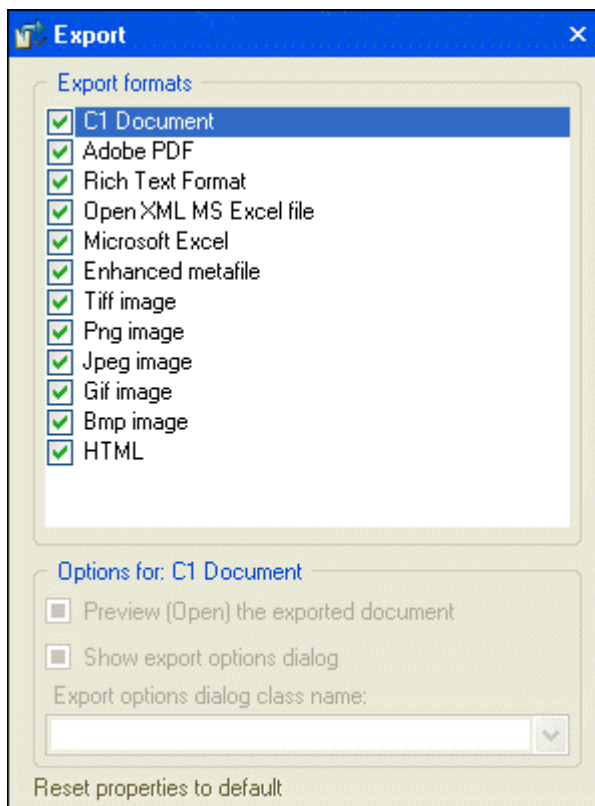 Export
Export formats
C1 Document
Adobe PDF
Rich Text Format
Open XML MS Excel file
Microsoft Excel
Enhanced metafile
Tiff image
Png image
Jpeg image
Gif image
Bmp image
HTML
Options for: C1 Document
Preview (Open) the exported document
Show export options dialog
Export options dialog class name:
Reset properties to default